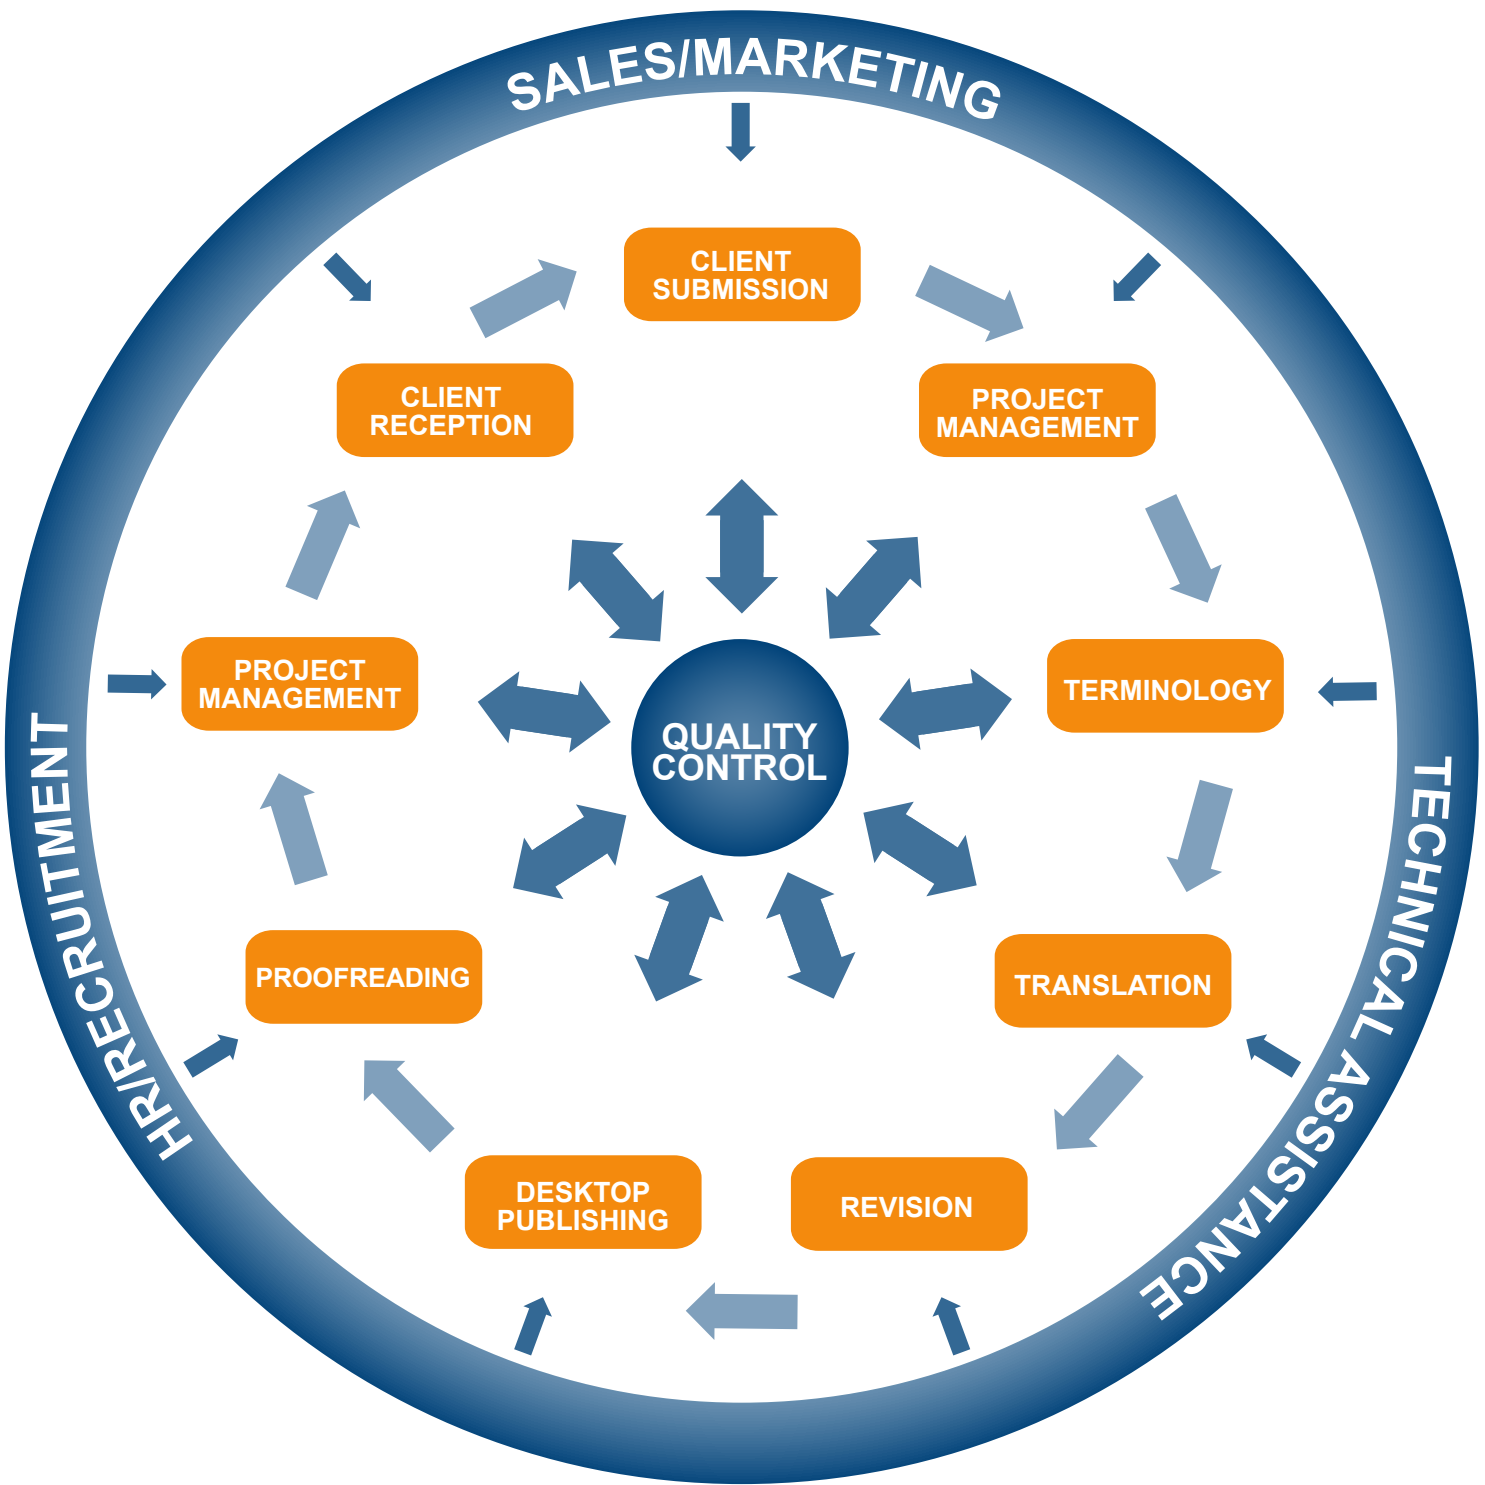 SALES/MARKETING
CLIENT
SUBMISSION
PROJECT
MANAGEMENT
TERMINOLOGY
TRANSLATION
REVISION
DESKTOP
PUBLISHING
PROOFREADING
PROJECT
MANAGEMENT
CLIENT
RECEPTION
QUALITY
CONTROL
TECHNICAL ASSISTANCE
HR/RECRUITMENT